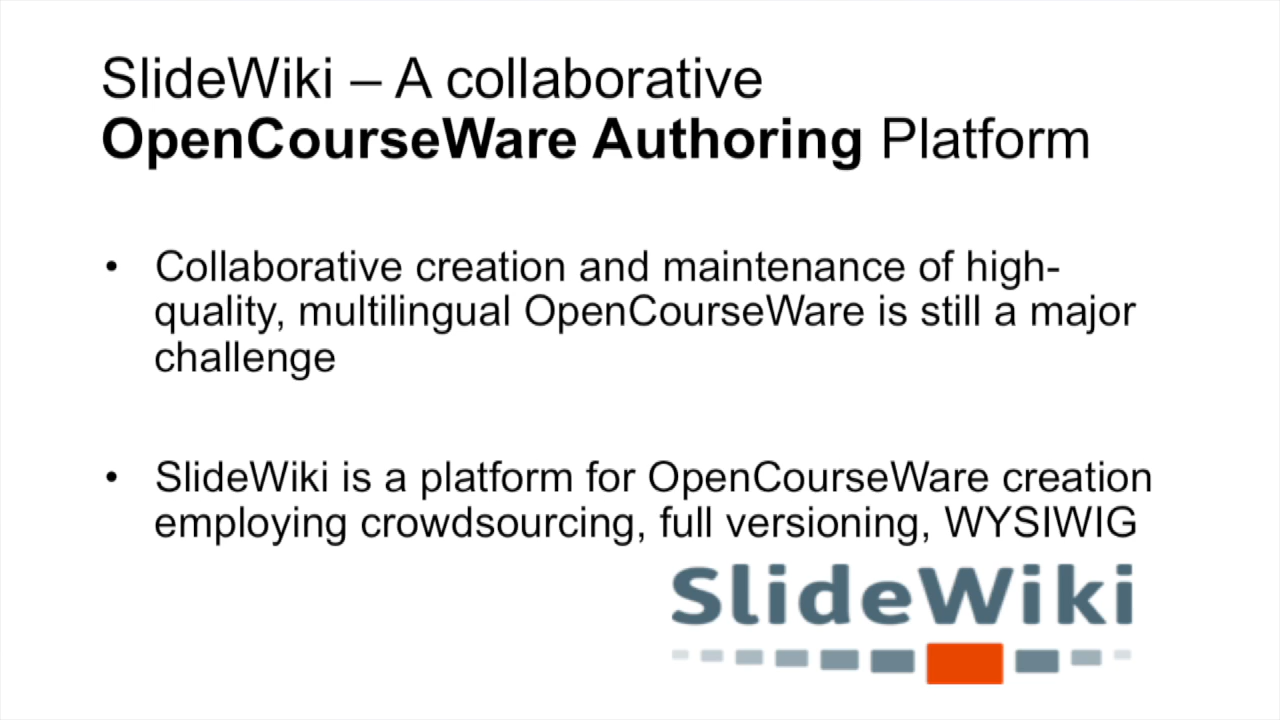 SlideWiki – A collaborative
OpenCourseWare Authoring Platform
• Collaborative creation and maintenance of high-
quality, multilingual OpenCourseWare is still a major
challenge
• SlideWiki is a platform for OpenCourseWare creation
employing crowdsourcing, full versioning, WYSIWIG
SlideWiki